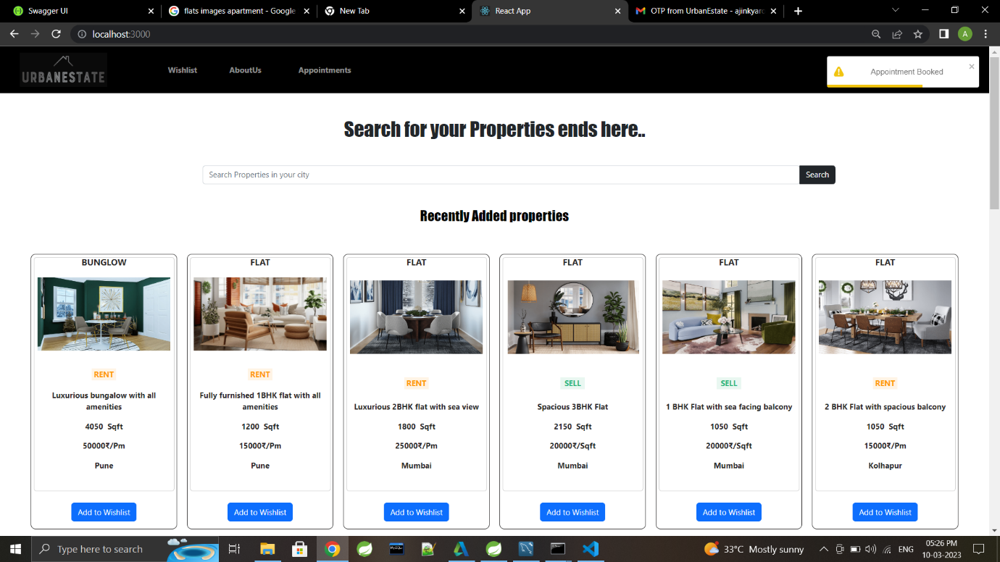 Swagger UI
flats images apartment - Google
New Tab
React App
OTP from UrbanEstate - ajinkyar
localhost:3000
A
URBANESTATE
Wishlist
AboutUs
Appointments
Appointment Booked
Search for your Properties ends here..
Search Properties in your city
Search
Recently Added properties
BUNGLOW
RENT
Luxurious bungalow with all
amenities
4050 Sqft
50000₹/Pm
Pune
Add to Wishlist
FLAT
RENT
Fully furnished 1BHK flat with all
amenities
1200 Sqft
15000₹/Pm
Pune
Add to Wishlist
FLAT
RENT
Luxurious 2BHK flat with sea view
1800 Sqft
25000₹/Pm
Mumbai
Add to Wishlist
FLAT
SELL
Spacious 3BHK Flat
2150 Sqft
20000₹/Sqft
Mumbai
Add to Wishlist
FLAT
SELL
1 BHK Flat with sea facing balcony
1050 Sqft
20000₹/Sqft
Mumbai
Add to Wishlist
FLAT
RENT
2 BHK Flat with spacious balcony
1050 Sqft
15000₹/Pm
Kolhapur
Add to Wishlist
Type here to search
33°C Mostly sunny
ENG
05:26 PM
10-03-2023